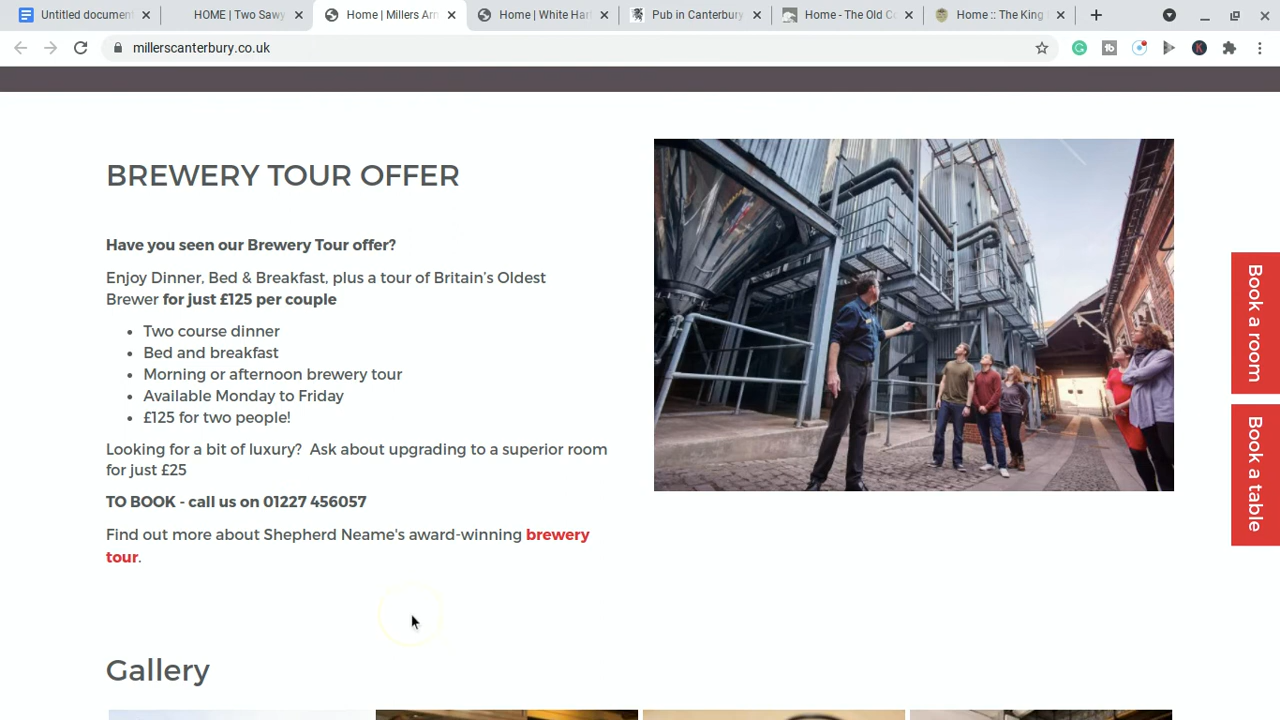 Untitled documen
HOME | Two Sawy
Home | Millers Arm
Home | White Har
Pub in Canterbury
Home - The Old C
Home :: The King
millerscanterbury.co.uk
BREWERY TOUR OFFER
Have you seen our Brewery Tour offer?
Enjoy Dinner, Bed & Breakfast, plus a tour of Britain's Oldest
Brewer for just £125 per couple
• Two course dinner
• Bed and breakfast
• Morning or afternoon brewery tour
• Available Monday to Friday
• £125 for two people!
Looking for a bit of luxury? Ask about upgrading to a superior room
for just £25
TO BOOK - call us on 01227 456057
Find out more about Shepherd Neame's award-winning brewery
tour.
Book a room
Book a table
Gallery